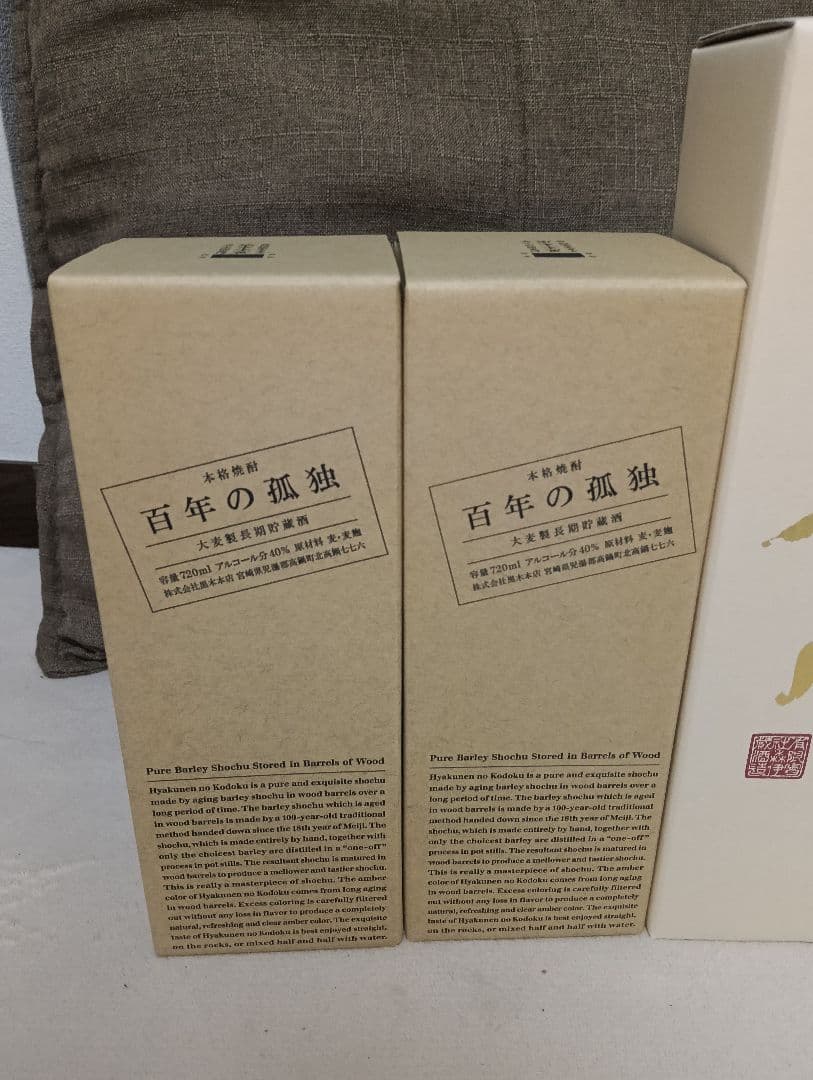 本格焼酎
百年の孤独
大麦製長期貯蔵酒
容量720ml アルコール分40% 原材料 麦・麦麹
株式会社黒木本店 宮崎県児湯郡高鍋町北高鍋七七六
Pure Barley Shochu Stored in Barrels of Wood
Hyakunen no Kodoku is a pure and exquisite shochu
made by aging barley shochu in wood barrels over a
long period of time. The barley shochu which is aged
in wood barrels is made by a 100-year-old traditional
method handed down since the 18th year of Meiji. The
shochu, which is made entirely by hand, together with
only the choicest barley are distilled in a "one-off"
process in pot stills. The resultant shochu is matured in
wood barrels to produce a mellower and tastier shochu.
This is really a masterpiece of shochu. The amber
color of Hyakunen no Kodoku comes from long aging
in wood barrels. Excess coloring is carefully filtered
out without any loss in flavor to produce a completely
natural, refreshing and clear amber color. The exquisite
taste of Hyakunen no Kodoku is best enjoyed straight,
on the rocks, or mixed half and half with water.
本格焼酎
百年の孤独
大麦製長期貯蔵酒
容量720ml アルコール分40% 原材料 麦・麦麹
株式会社黒木本店 宮崎県児湯郡高鍋町北高鍋七七六
Pure Barley Shochu Stored in Barrels of Wood
Hyakunen no Kodoku is a pure and exquisite shochu
made by aging barley shochu in wood barrels over a
long period of time. The barley shochu which is aged
in wood barrels is made by a 100-year-old traditional
method handed down since the 18th year of Meiji. The
shochu, which is made entirely by hand, together with
only the choicest barley are distilled in a "one-off"
process in pot stills. The resultant shochu is matured in
wood barrels to produce a mellower and tastier shochu.
This is really a masterpiece of shochu. The amber
color of Hyakunen no Kodoku comes from long aging
in wood barrels. Excess coloring is carefully filtered
out without any loss in flavor to produce a completely
natural, refreshing and clear amber color. The exquisite
taste of Hyakunen no Kodoku is best enjoyed straight,
on the rocks, or mixed half and half with water.